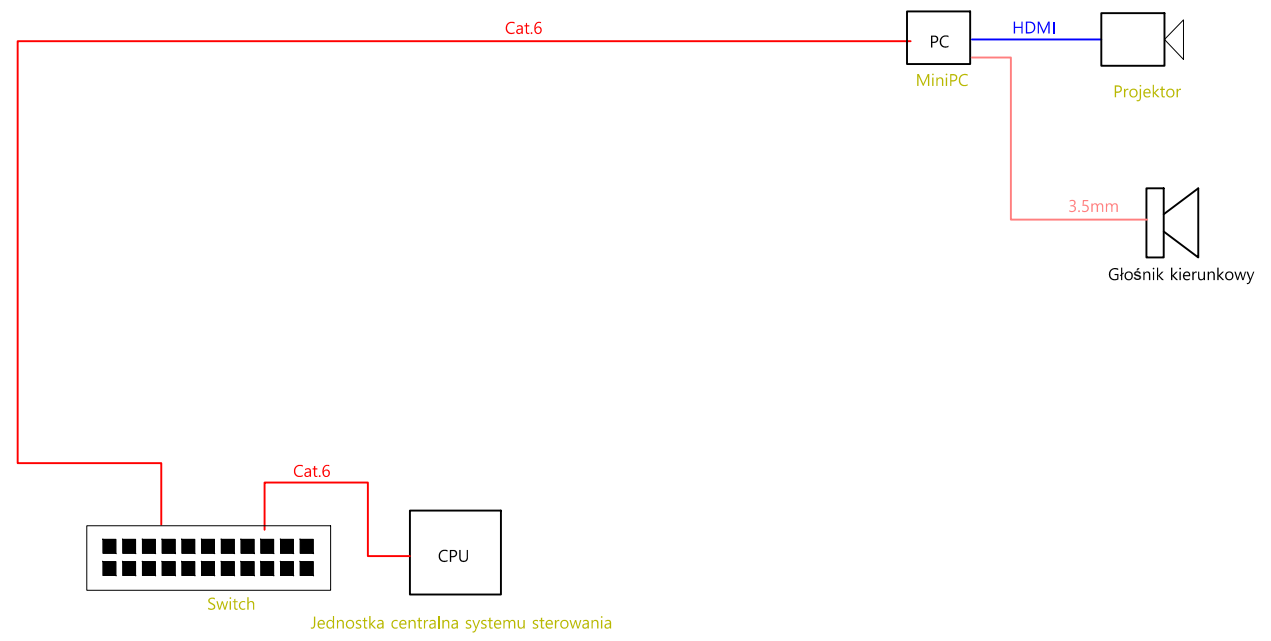 Cat.6
PC
HDMI
MiniPC
Projektor
3.5mm
Głośnik kierunkowy
Cat.6
CPU
Switch
Jednostka centralna systemu sterowania